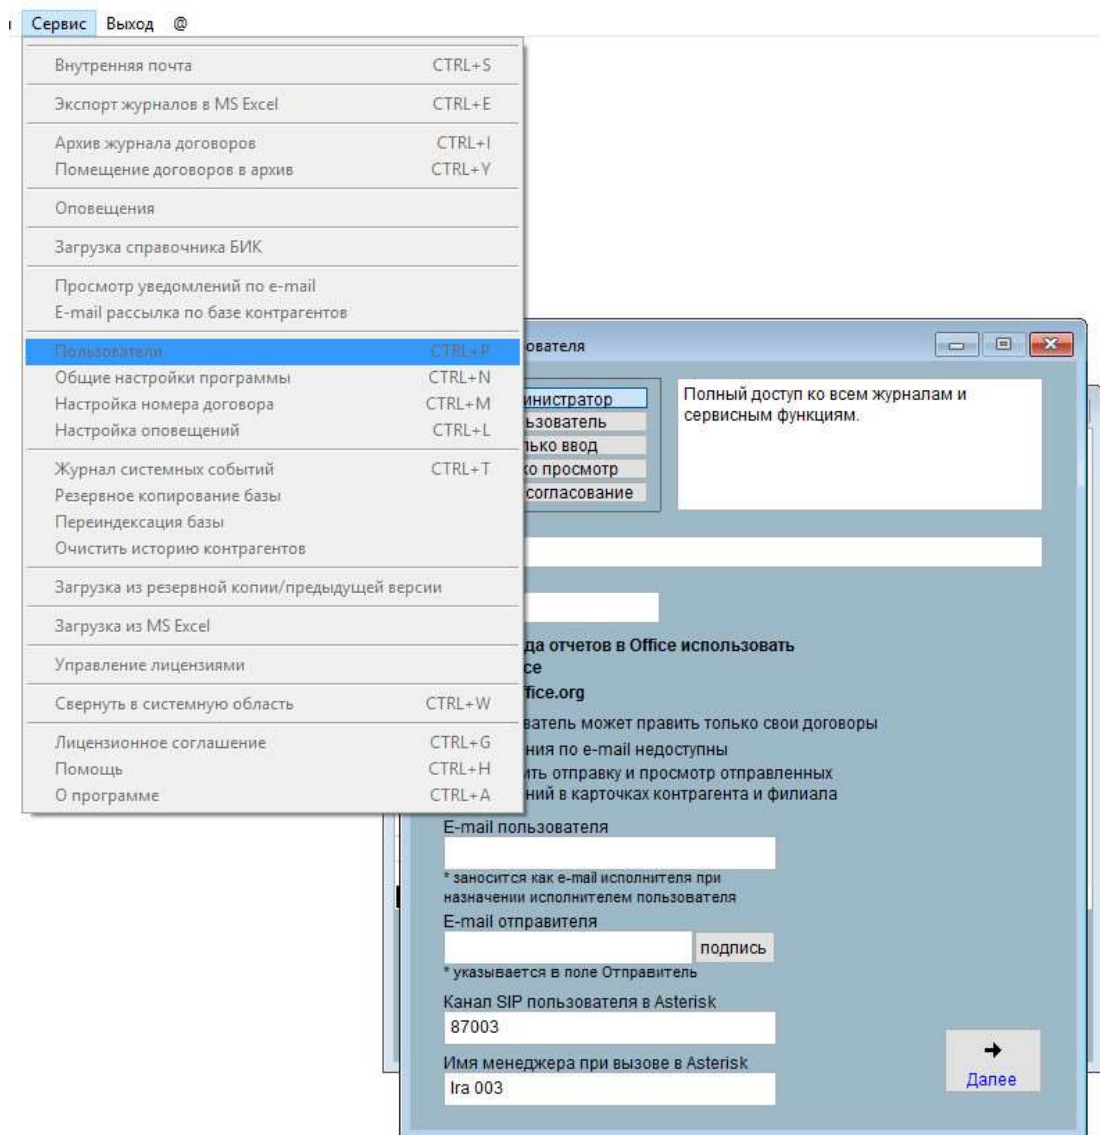 Сервис Выход @
Внутренняя почта CTRL+S
Экспорт журналов в MS Excel CTRL+E
Архив журнала договоров CTRL+I
Помещение договоров в архив CTRL+Y
Оповещения
Загрузка справочника БИК
Просмотр уведомлений по e-mail
E-mail рассылка по базе контрагентов
Пользователи CTRL+P
Общие настройки программы CTRL+N
Настройка номера договора CTRL+M
Настройка оповещений CTRL+L
Журнал системных событий CTRL+T
Резервное копирование базы
Переиндексация базы
Очистить историю контрагентов
Загрузка из резервной копии/предыдущей версии
Загрузка из MS Excel
Управление лицензиями
Свернуть в системную область CTRL+W
Лицензионное соглашение CTRL+G
Помощь CTRL+H
О программе CTRL+A
ователя
инистратор
ьзователь
лько ввод
ко просмотр
согласование
Полный доступ ко всем журналам и
сервисным функциям.
да отчетов в Office использовать
ce
fice.org
ватель может править только свои договоры
ния по e-mail недоступны
ить отправку и просмотр отправленных
ний в карточках контрагента и филиала
E-mail пользователя
* заносится как e-mail исполнителя при
назначении исполнителем пользователя
E-mail отправителя
подпись
* указывается в поле Отправитель
Канал SIP пользователя в Asterisk
87003
Имя менеджера при вызове в Asterisk
Ira 003
Далее